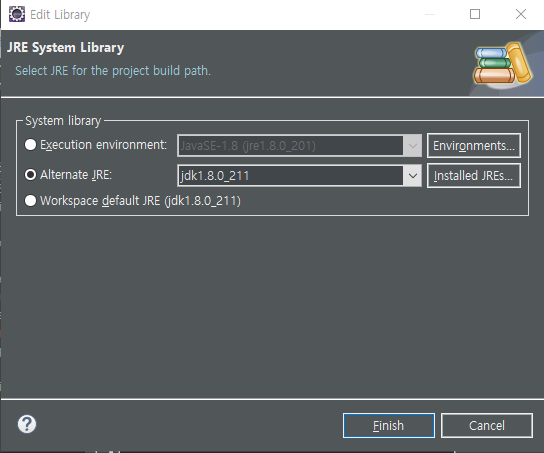 Edit Library
JRE System Library
Select JRE for the project build path.
System library
Execution environment: JavaSE-1.8 (jre1.8.0_201) Environments...
Alternate JRE: jdk1.8.0_211 Installed JREs...
Workspace default JRE (jdk1.8.0_211)
? Finish Cancel